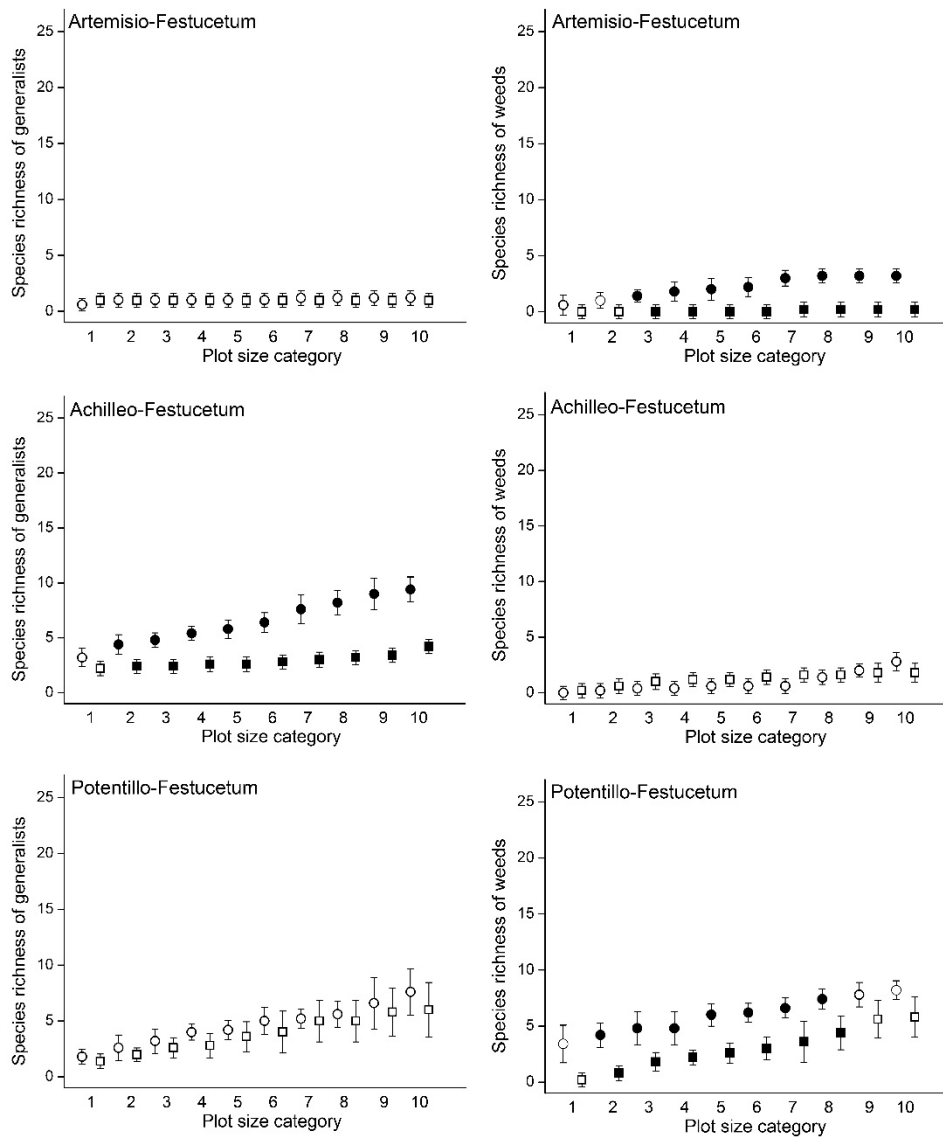 Artemisio-Festucetum
Species richness of generalists
25
20
15
10
5
0
1 2 3 4 5 6 7 8 9 10
Plot size category
Artemisio-Festucetum
Species richness of weeds
25
20
15
10
5
0
1 2 3 4 5 6 7 8 9 10
Plot size category
Achilleo-Festucetum
Species richness of generalists
25
20
15
10
5
0
1 2 3 4 5 6 7 8 9 10
Plot size category
Achilleo-Festucetum
Species richness of weeds
25
20
15
10
5
0
1 2 3 4 5 6 7 8 9 10
Plot size category
Potentillo-Festucetum
Species richness of generalists
25
20
15
10
5
0
1 2 3 4 5 6 7 8 9 10
Plot size category
Potentillo-Festucetum
Species richness of weeds
25
20
15
10
5
0
1 2 3 4 5 6 7 8 9 10
Plot size category